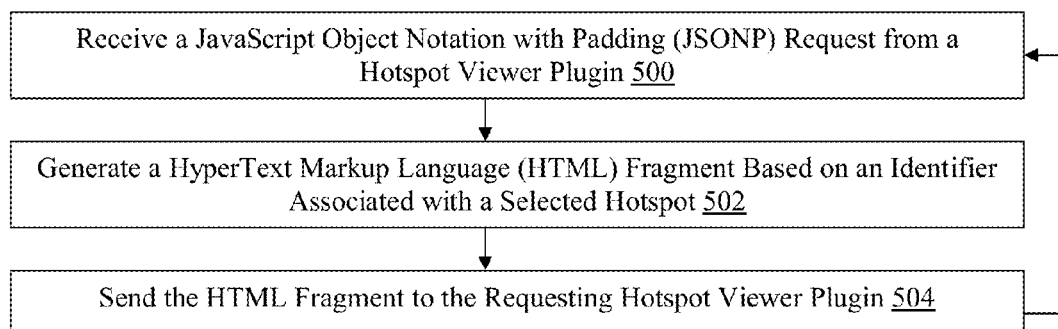 Receive a JavaScript Object Notation with Padding (JSONP) Request from a
Hotspot Viewer Plugin 500
Generate a HyperText Markup Language (HTML) Fragment Based on an Identifier
Associated with a Selected Hotspot 502
Send the HTML Fragment to the Requesting Hotspot Viewer Plugin 504